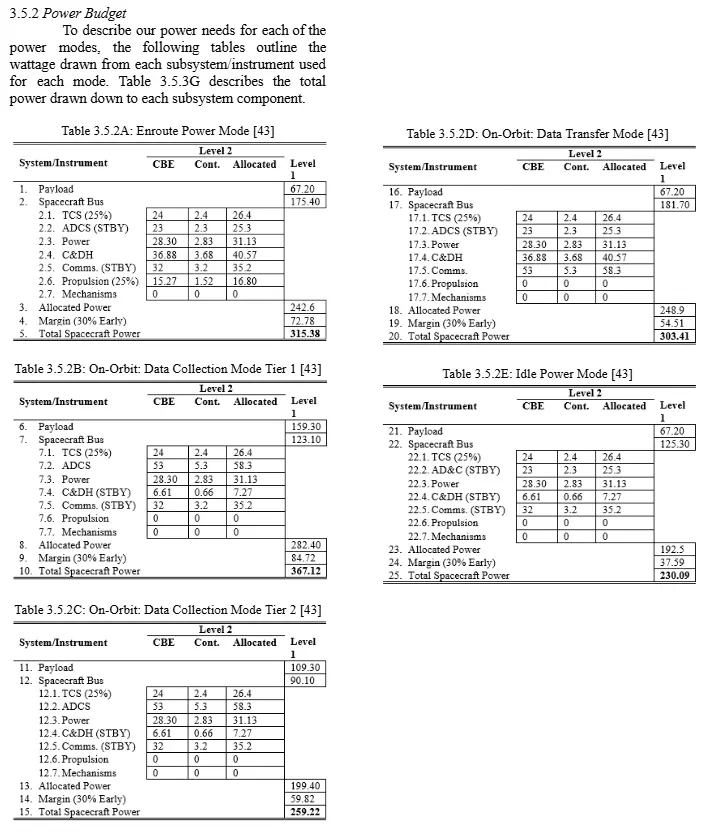 3.5.2 Power Budget
To describe our power needs for each of the
power modes, the following tables outline the
wattage drawn from each subsystem/instrument used
for each mode. Table 3.5.3G describes the total
power drawn down to each subsystem component.
Table 3.5.2A: Enroute Power Mode [43]
Level 2
System/Instrument CBE Cont. Allocated Level
1
1. Payload 67.20
2. Spacecraft Bus 175.40
2.1. TCS (25%) 24 2.4 26.4
2.2. ADCS (STBY) 23 2.3 25.3
2.3. Power 28.30 2.83 31.13
2.4. C&DH 36.88 3.68 40.57
2.5. Comms. (STBY) 32 3.2 35.2
2.6. Propulsion (25%) 15.27 1.52 16.80
2.7. Mechanisms 0 0 0
3. Allocated Power 242.6
4. Margin (30% Early) 72.78
5. Total Spacecraft Power 315.38
Table 3.5.2B: On-Orbit: Data Collection Mode Tier 1 [43]
Level 2
System/Instrument CBE Cont. Allocated Level
1
6. Payload 159.30
7. Spacecraft Bus 123.10
7.1. TCS (25%) 24 2.4 26.4
7.2. ADCS 53 5.3 58.3
7.3. Power 28.30 2.83 31.13
7.4. C&DH (STBY) 6.61 0.66 7.27
7.5. Comms. (STBY) 32 3.2 35.2
7.6. Propulsion 0 0 0
7.7. Mechanisms 0 0 0
8. Allocated Power 282.40
9. Margin (30% Early) 84.72
10. Total Spacecraft Power 367.12
Table 3.5.2C: On-Orbit: Data Collection Mode Tier 2 [43]
Level 2
System/Instrument CBE Cont. Allocated Level
1
11. Payload 109.30
12. Spacecraft Bus 90.10
12.1. TCS (25%) 24 2.4 26.4
12.2. ADCS 53 5.3 58.3
12.3. Power 28.30 2.83 31.13
12.4. C&DH (STBY) 6.61 0.66 7.27
12.5. Comms. (STBY) 32 3.2 35.2
12.6. Propulsion 0 0 0
12.7. Mechanisms 0 0 0
13. Allocated Power 199.40
14. Margin (30% Early) 59.82
15. Total Spacecraft Power 259.22
Table 3.5.2D: On-Orbit: Data Transfer Mode [43]
Level 2
System/Instrument CBE Cont. Allocated Level
1
16. Payload 67.20
17. Spacecraft Bus 181.70
17.1. TCS (25%) 24 2.4 26.4
17.2. ADCS (STBY) 23 2.3 25.3
17.3. Power 28.30 2.83 31.13
17.4. C&DH 36.88 3.68 40.57
17.5. Comms. 53 5.3 58.3
17.6. Propulsion 0 0 0
17.7. Mechanisms 0 0 0
18. Allocated Power 248.9
19. Margin (30% Early) 54.51
20. Total Spacecraft Power 303.41
Table 3.5.2E: Idle Power Mode [43]
Level 2
System/Instrument CBE Cont. Allocated Level
1
21. Payload 67.20
22. Spacecraft Bus 125.30
22.1. TCS (25%) 24 2.4 26.4
22.2. AD&C (STBY) 23 2.3 25.3
22.3. Power 28.30 2.83 31.13
22.4. C&DH (STBY) 6.61 0.66 7.27
22.5. Comms. (STBY) 32 3.2 35.2
22.6. Propulsion 0 0 0
22.7. Mechanisms 0 0 0
23. Allocated Power 192.5
24. Margin (30% Early) 37.59
25. Total Spacecraft Power 230.09